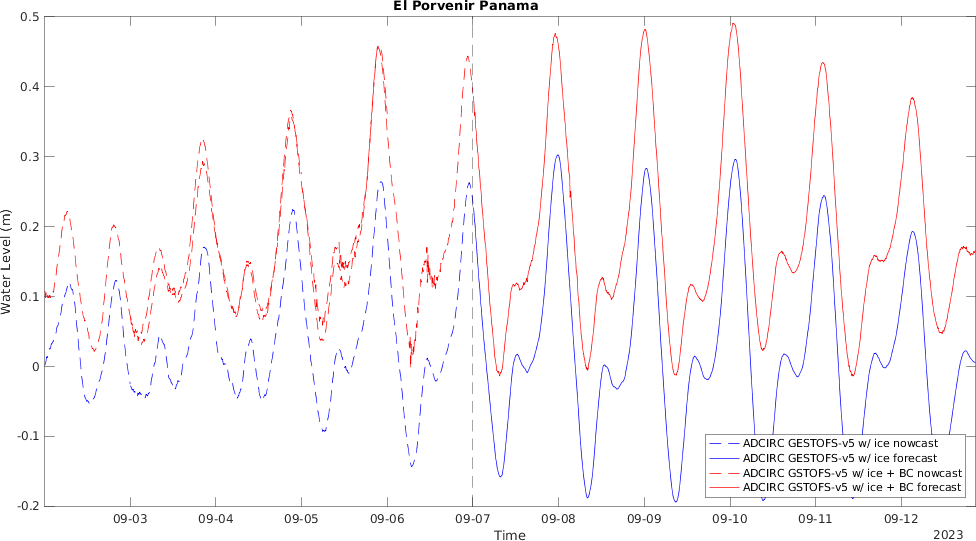 El Porvenir Panama
0.5
0.4
0.3
0.2
0.1
0
-0.1
-0.2
Water Level (m)
ADCIRC GESTOFS-v5 w/ ice nowcast
ADCIRC GESTOFS-v5 w/ ice forecast
ADCIRC GSTOFS-v5 w/ ice + BC nowcast
ADCIRC GSTOFS-v5 w/ ice + BC forecast
09-03 09-04 09-05 09-06 09-07 09-08 09-09 09-10 09-11 09-12
Time
2023